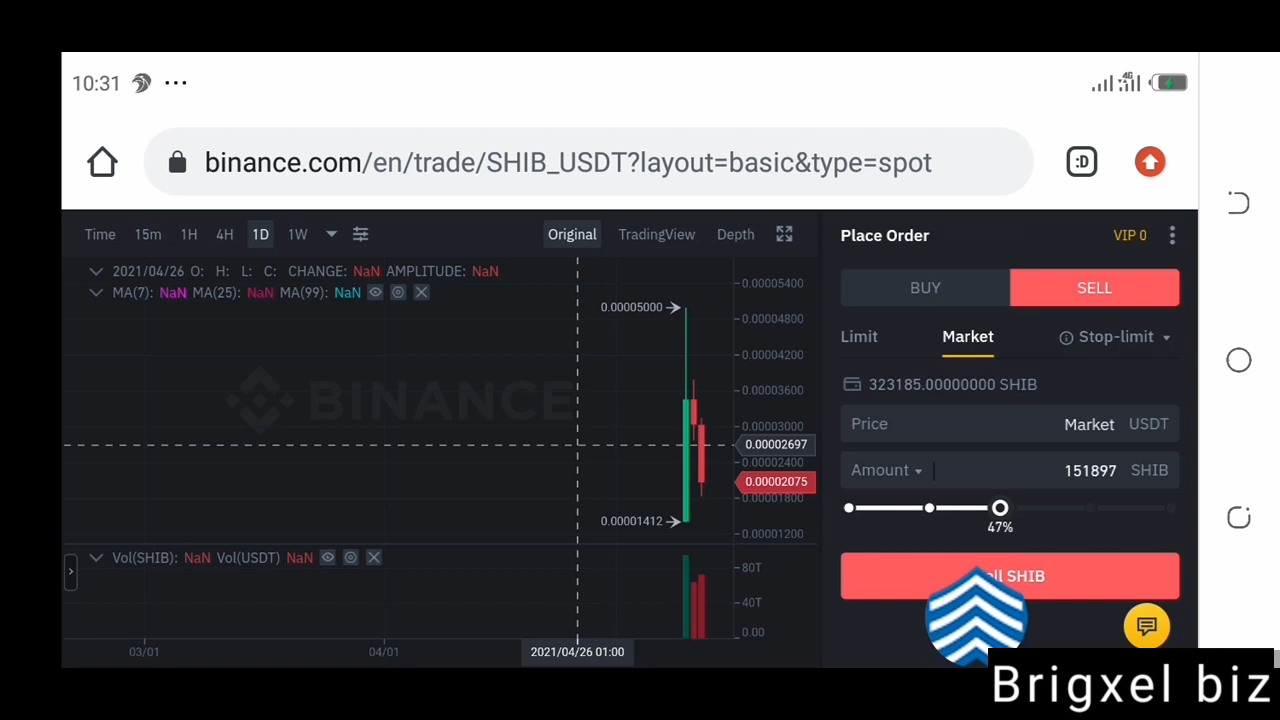 10:31
4G
binance.com/en/trade/SHIB_USDT?layout=basic&type=spot
:D
Time 15m 1H 4H 1D 1W Original TradingView Depth
Place Order VIP 0
2021/04/26 O: H: L: C: CHANGE: NaN AMPLITUDE: NaN
MA(7): NaN MA(25): NaN MA(99): NaN
BUY SELL
Limit Market Stop-limit
323185.00000000 SHIB
Price Market USDT
Amount 151897 SHIB
47%
Sell SHIB
BINANCE
0.00005000
0.00001412
0.00005400
0.00004800
0.00004200
0.00003600
0.00003000
0.00002697
0.00002400
0.00002075
0.00001800
0.00001200
Vol(SHIB): NaN Vol(USDT) NaN
80T
40T
0.00
03/01 04/01 2021/04/26 01:00
Brigxel biz